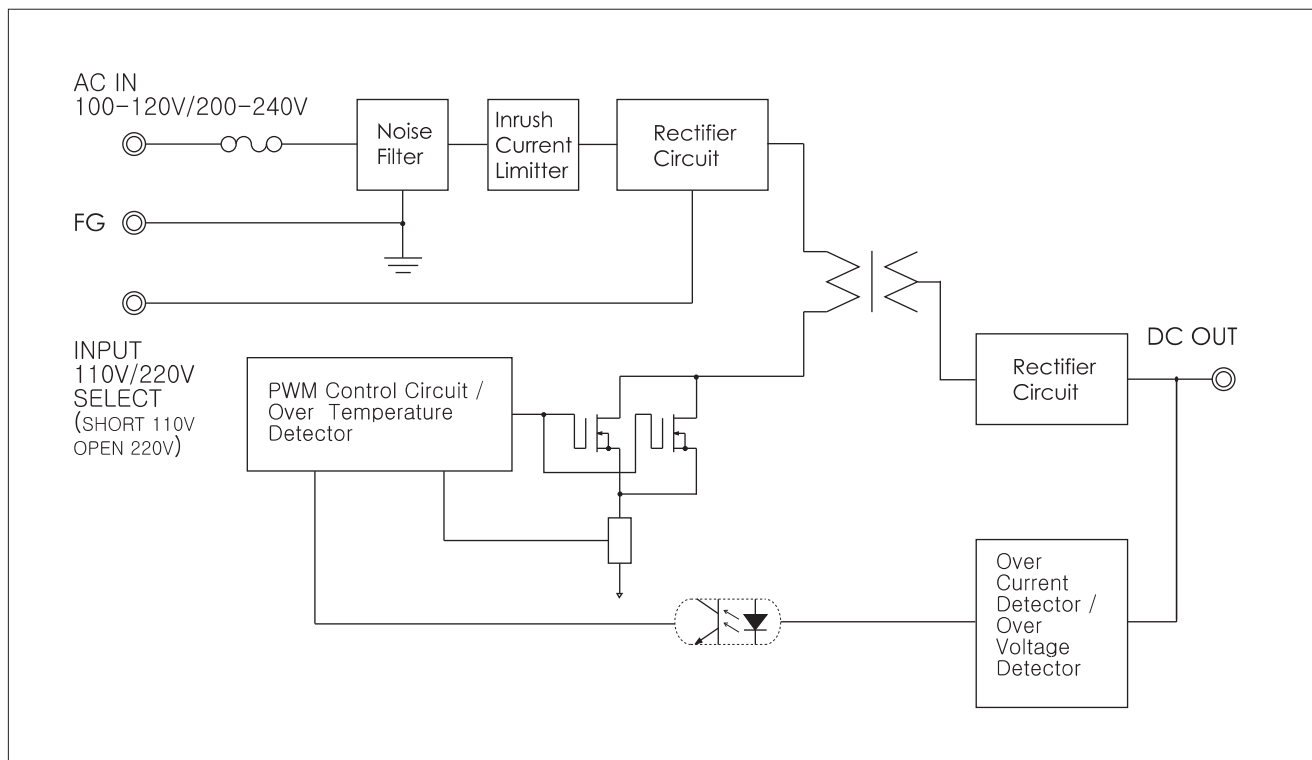 AC IN
100-120V/200-240V
Noise
Filter
Inrush
Current
Limitter
Rectifier
Circuit
FG
INPUT
110V/220V
SELECT
(SHORT 110V
OPEN 220V)
PWM Control Circuit /
Over Temperature
Detector
Rectifier
Circuit
DC OUT
Over
Current
Detector /
Over
Voltage
Detector